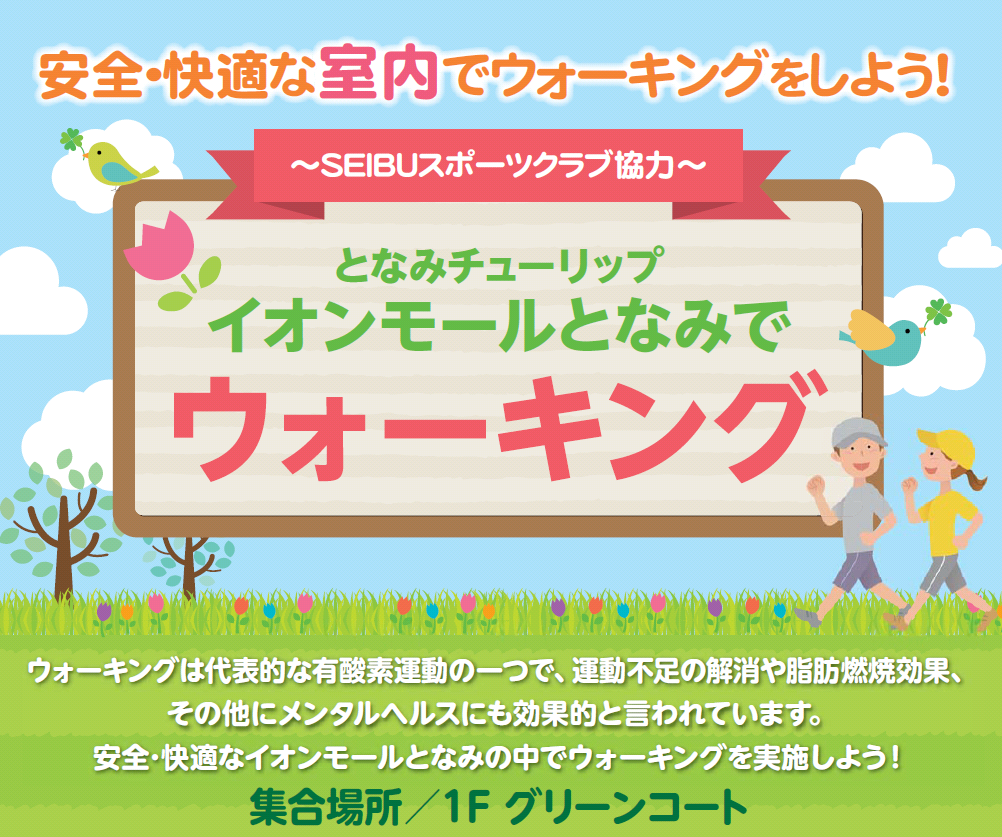 安全・快適な室内でウォーキングをしよう!
～SEIBUスポーツクラブ協力～
となみチューリップ
イオンモールとなみで
ウォーキング
ウォーキングは代表的な有酸素運動の一つで、運動不足の解消や脂肪燃焼効果、
その他にメンタルヘルスにも効果的と言われています。
安全・快適なイオンモールとなみの中でウォーキングを実施しよう!
集合場所／1F グリーンコート